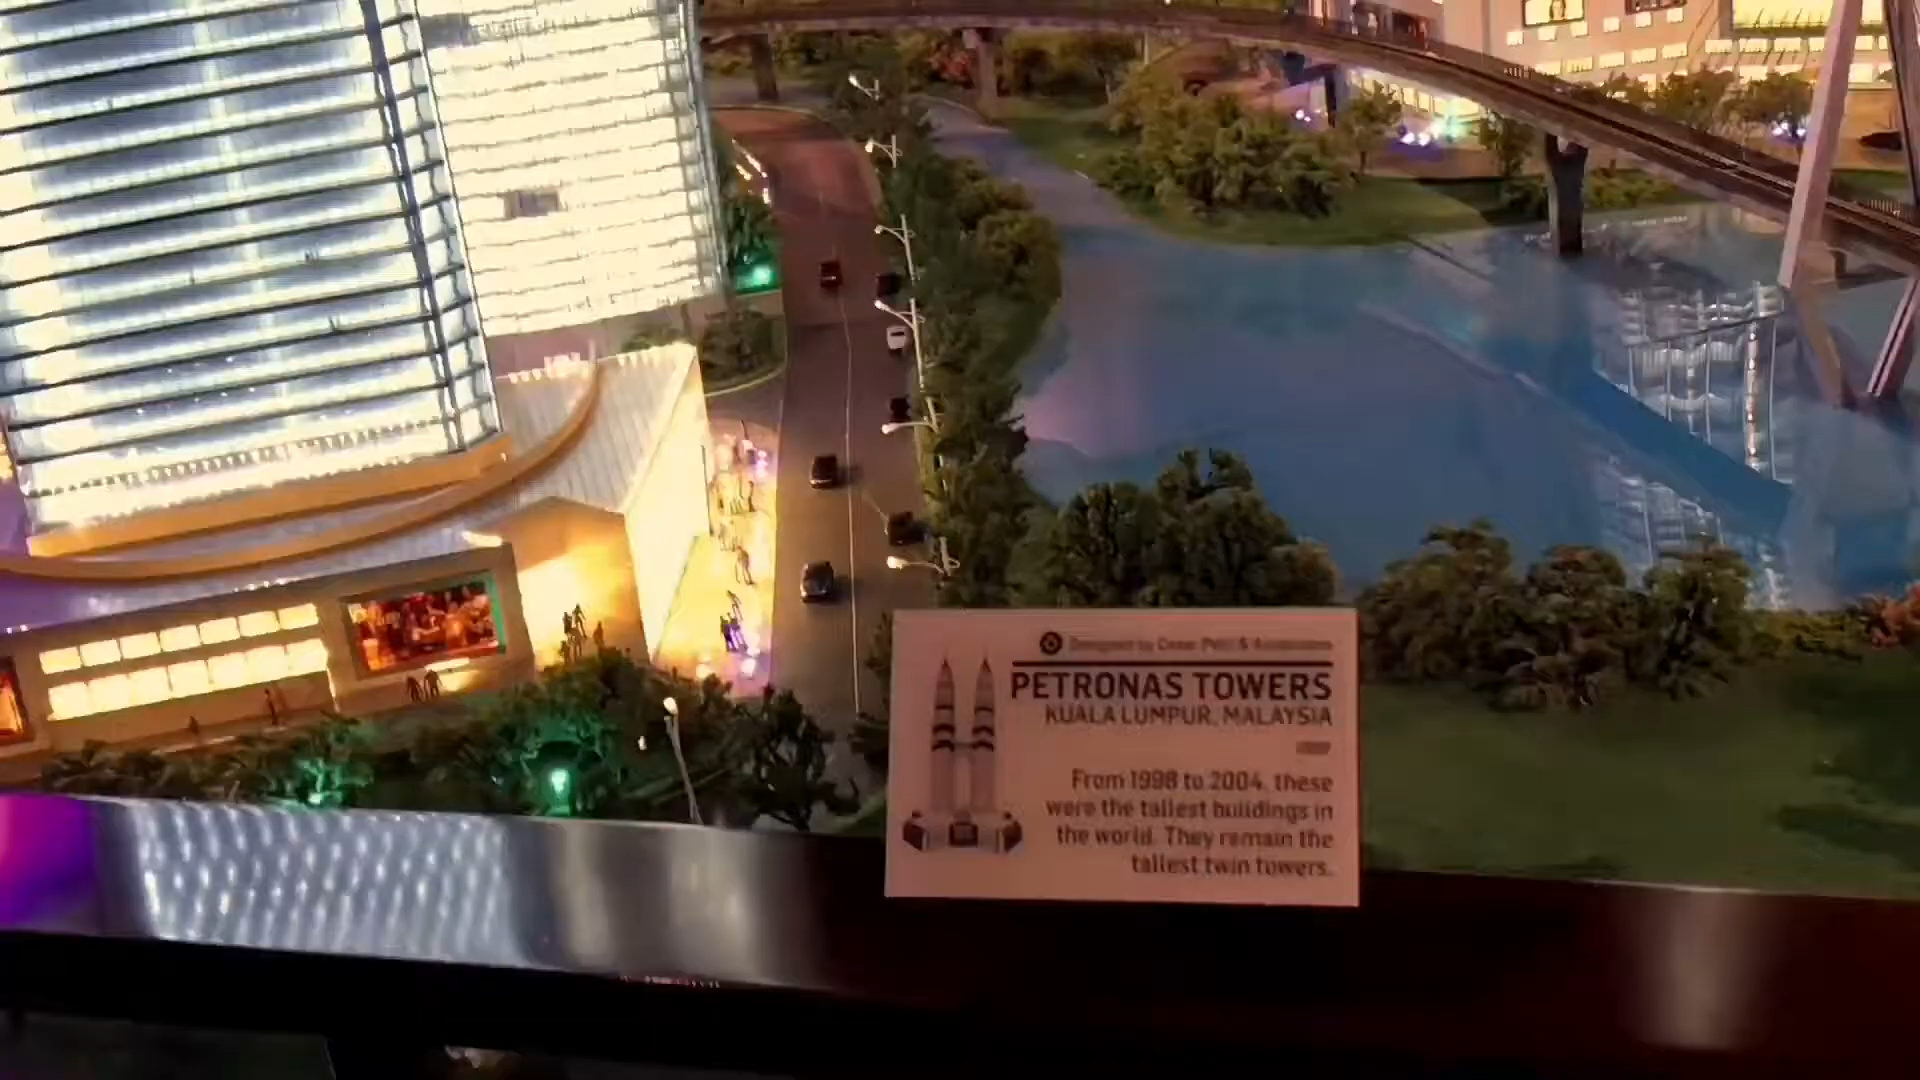 Designed by Cesar Pelli & Associates
PETRONAS TOWERS
KUALA LUMPUR, MALAYSIA
From 1998 to 2004, these
were the tallest buildings in
the world. They remain the
tallest twin towers.